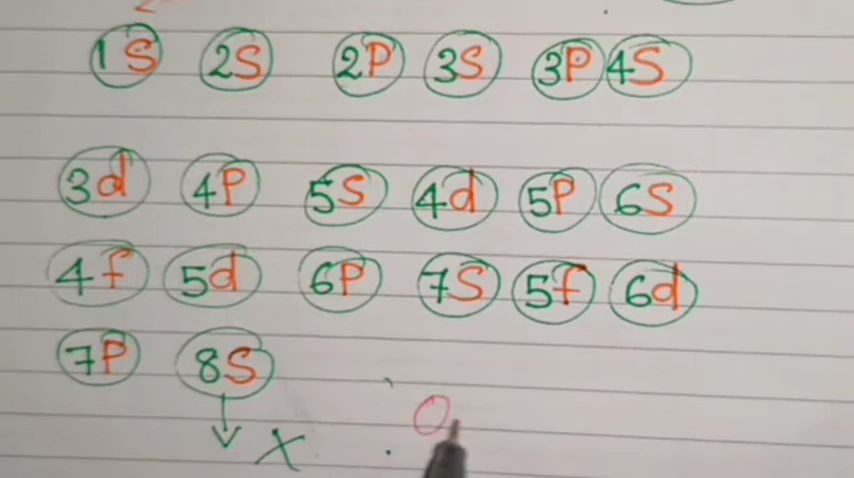 1S 2S 2P 3S 3P 4S
3d 4P 5S 4d 5P 6S
4f 5d 6P 7S 5f 6d
7P 8S
X O